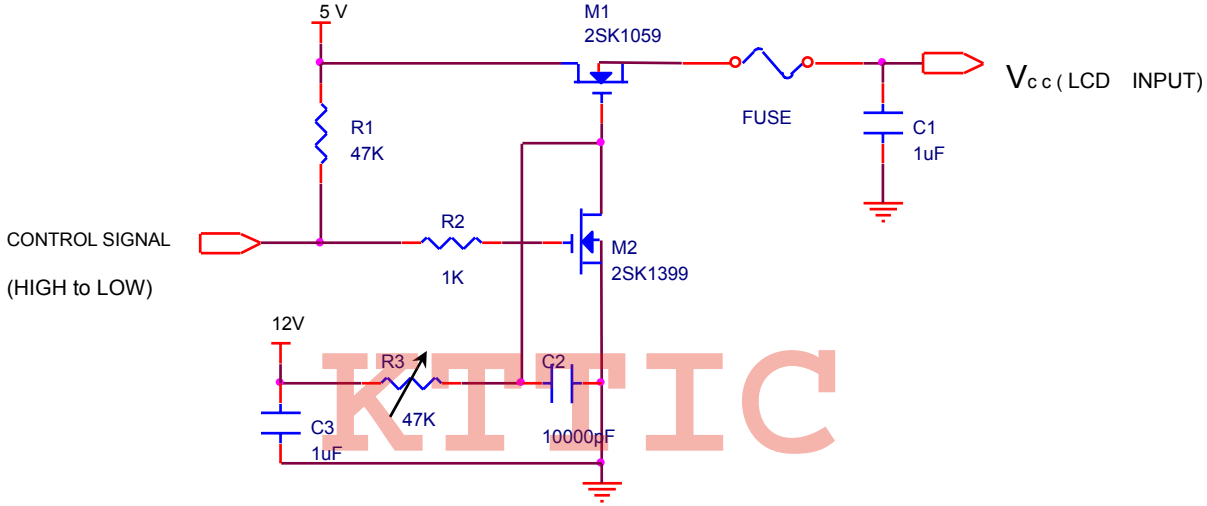 5 V
M1
2SK1059
Vcc( LCD INPUT)
FUSE
R1
47K
C1
1uF
R2
1K
CONTROL SIGNAL
(HIGH to LOW)
M2
2SK1399
12V
R3
47K
C2
10000pF
C3
1uF
KTTIC